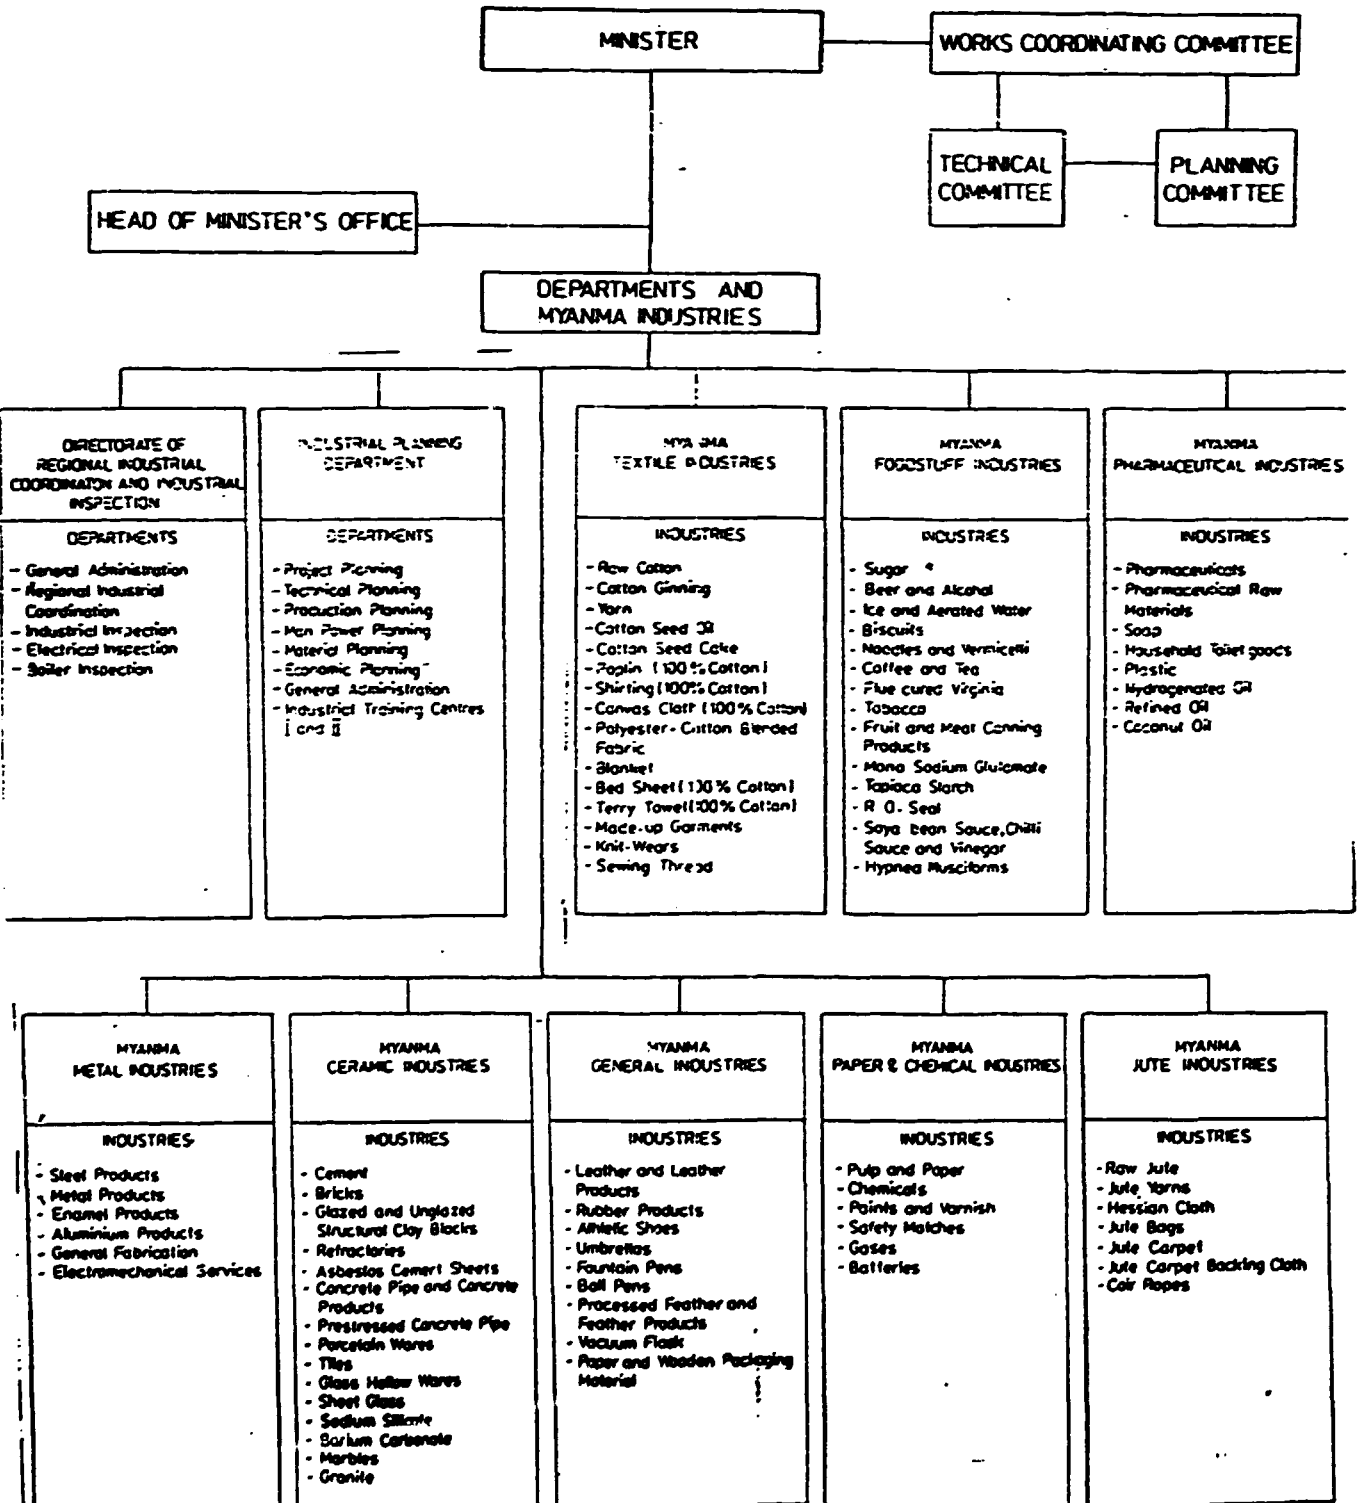 MINISTER
WORKS COORDINATING COMMITTEE
TECHNICAL
COMMITTEE
PLANNING
COMMITTEE
HEAD OF MINISTER'S OFFICE
DEPARTMENTS AND
MYANMA INDUSTRIES
DIRECTORATE OF
REGIONAL INDUSTRIAL
COORDINATION AND INDUSTRIAL
INSPECTION
DEPARTMENTS
- General Administration
- Regional Industrial
Coordination
- Industrial Inspection
- Electrical Inspection
- Boiler Inspection
INDUSTRIAL PLANNING
DEPARTMENT
DEPARTMENTS
- Project Planning
- Technical Planning
- Production Planning
- Man Power Planning
- Material Planning
- Economic Planning
- General Administration
- Industrial Training Centres
I and II
MYANMA
TEXTILE INDUSTRIES
INDUSTRIES
- Raw Cotton
- Cotton Ginning
- Yarn
- Cotton Seed Oil
- Cotton Seed Cake
- Poplin (100% Cotton)
- Shirting (100% Cotton)
- Canvas Cloth (100% Cotton)
- Polyester-Cotton Blended
Fabric
- Blanket
- Bed Sheet (100% Cotton)
- Terry Towel (100% Cotton)
- Made-up Garments
- Knit-Wears
- Sewing Thread
MYANMA
FOODSTUFF INDUSTRIES
INDUSTRIES
- Sugar
- Beer and Alcohol
- Ice and Aerated Water
- Biscuits
- Noodles and Vermicelli
- Coffee and Tea
- Flue cured Virginia
- Tobacco
- Fruit and Meat Canning
Products
- Mono Sodium Glutamate
- Tapioca Starch
- R. O. Seal
- Soya bean Sauce, Chilli
Sauce and Vinegar
- Hypnea Musciforms
MYANMA
PHARMACEUTICAL INDUSTRIES
INDUSTRIES
- Pharmaceuticals
- Pharmaceutical Raw
Materials
- Soap
- Household Toilet goods
- Plastic
- Hydrogenated Oil
- Refined Oil
- Coconut Oil
MYANMA
METAL INDUSTRIES
INDUSTRIES
- Steel Products
- Metal Products
- Enamel Products
- Aluminium Products
- General Fabrication
- Electromechanical Services
MYANMA
CERAMIC INDUSTRIES
INDUSTRIES
- Cement
- Bricks
- Glazed and Unglazed
Structural Clay Blocks
- Refractories
- Asbestos Cement Sheets
- Concrete Pipe and Concrete
Products
- Prestressed Concrete Pipe
- Porcelain Wares
- Tiles
- Glass Hollow Wares
- Sheet Glass
- Sodium Silicate
- Barium Carbonate
- Marbles
- Granite
MYANMA
GENERAL INDUSTRIES
INDUSTRIES
- Leather and Leather
Products
- Rubber Products
- Athletic Shoes
- Umbrellas
- Fountain Pens
- Ball Pens
- Processed Feather and
Feather Products
- Vacuum Flask
- Paper and Wooden Packaging
Material
MYANMA
PAPER & CHEMICAL INDUSTRIES
INDUSTRIES
- Pulp and Paper
- Chemicals
- Paints and Varnish
- Safety Matches
- Gases
- Batteries
MYANMA
JUTE INDUSTRIES
INDUSTRIES
- Raw Jute
- Jute Yarns
- Hessian Cloth
- Jute Bags
- Jute Carpet
- Jute Carpet Backing Cloth
- Coir Ropes